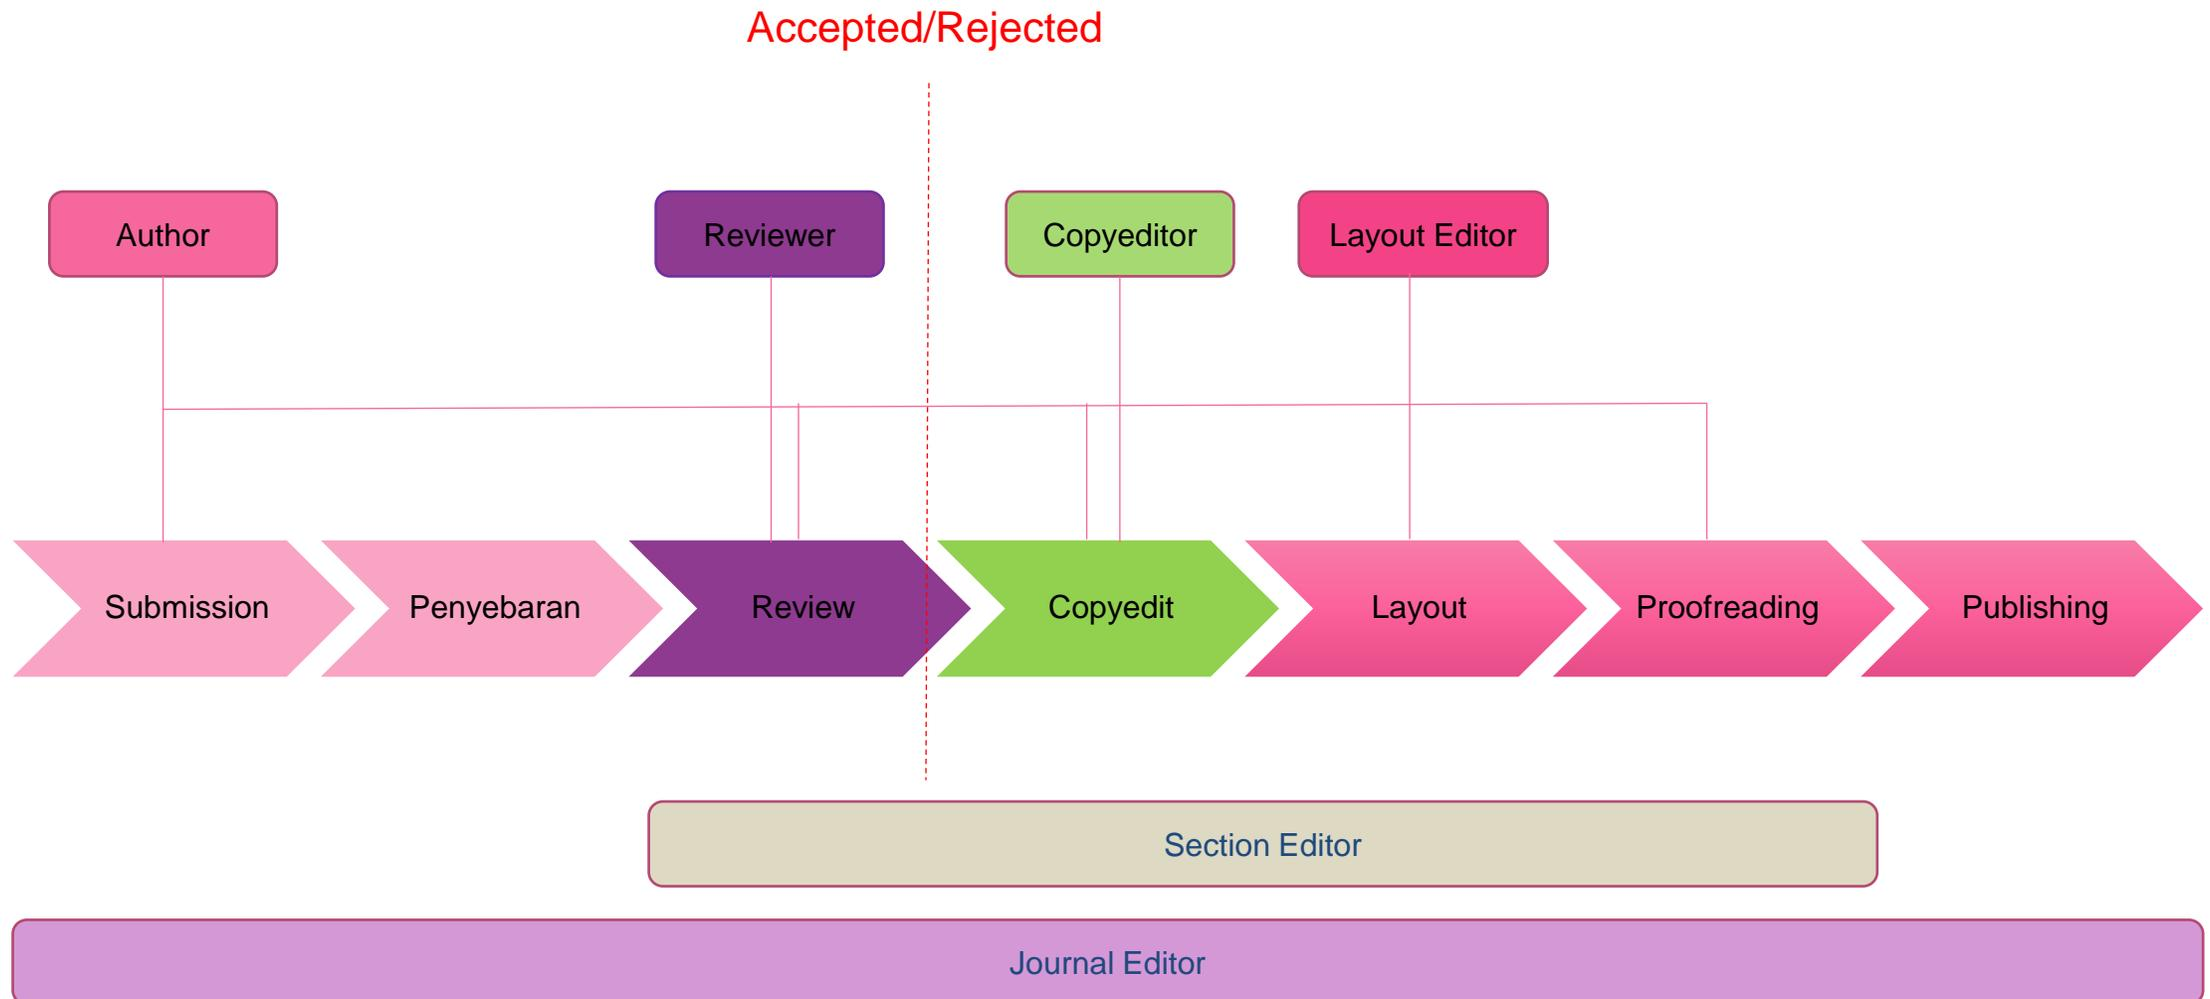 Accepted/Rejected
Author
Reviewer
Copyeditor
Layout Editor
Submission
Penyebaran
Review
Copyedit
Layout
Proofreading
Publishing
Section Editor
Journal Editor